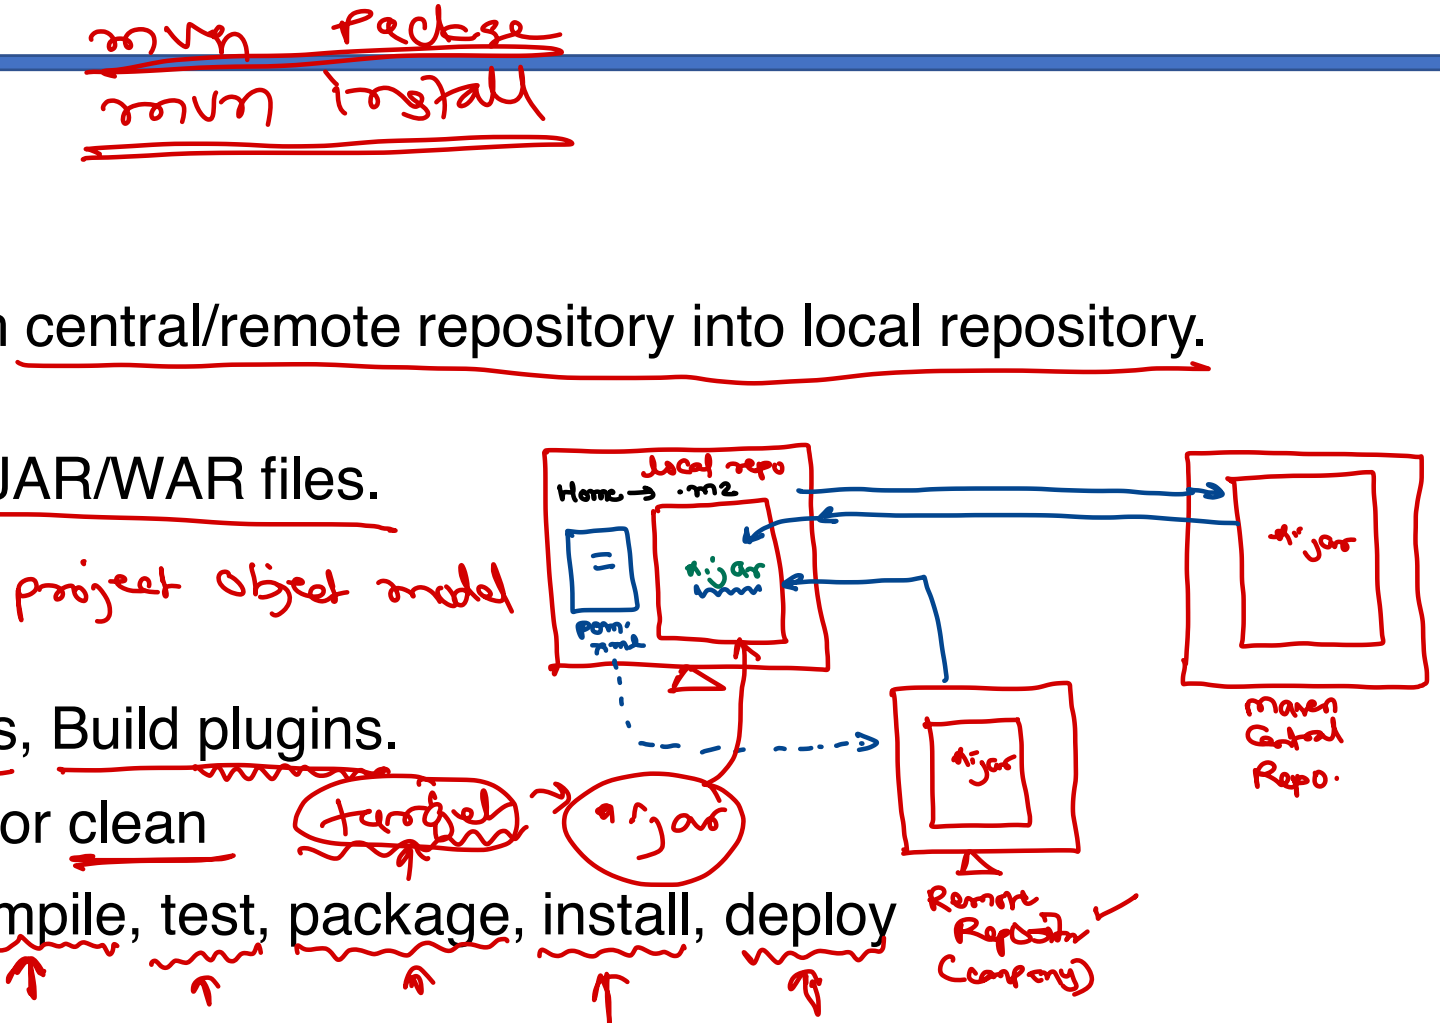 mvn package
mvn install
central/remote repository into local repository.
JAR/WAR files.
project object model
local repo
Home → .m2
x.jar
pom.xml
x.jar
Maven
Central
Repo.
s, Build plugins.
x.jar
or clean
target
x.jar
mpile, test, package, install, deploy
Remote
Repository
(company)